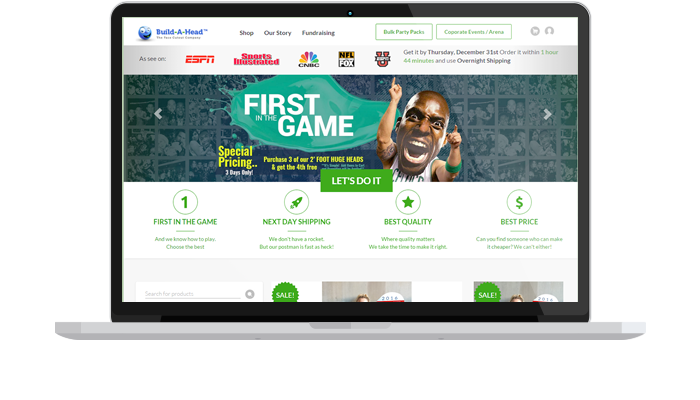 Build-A-Head™
Shop
Our Story
Fundraising
Bulk Party Packs
Coporate Events / Arena
As see on:
ESPN
Sports
Illustrated
CNBC
NFL
FOX
ESPN
U
Get it by Thursday, December 31st Order it within 1 hour
44 minutes and use Overnight Shipping
FIRST
IN THE
GAME
Special
Pricing..
3 Days Only!
Purchase 3 of our 2' FOOT HUGE HEADS
& get the 4th free
LET'S DO IT
1
$
FIRST IN THE GAME
NEXT DAY SHIPPING
BEST QUALITY
BEST PRICE
And we know how to play.
Choose the best
We don't have a rocket.
But our postman is fast as heck!
Where quality matters
We take the time to make it right.
Can you find someone who can make
it cheaper? We can't either!
Search for products
SALE!
2016
SALE!
2016